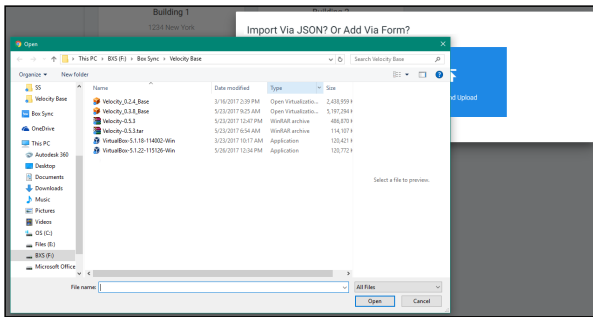 Building 1
Building 2
1234 New York
Import Via JSON? Or Add Via Form?
Open
This PC > BXS (F:) > Box Sync > Velocity Base
Search Velocity Base
Organize
New folder
Name
Date modified
Type
Size
SS
Velocity Base
Box Sync
OneDrive
This PC
Autodesk 360
Desktop
Documents
Downloads
Music
Pictures
Videos
OS (C:)
Files (E:)
BXS (F:)
Microsoft Office
Velocity_0.2.4_Base 3/16/2017 2:39 PM Open Virtualizatio... 2,438,959 K
Velocity_0.3.8_Base 5/23/2017 9:25 AM Open Virtualizatio... 5,197,294 K
Velocity-0.5.3 5/23/2017 12:47 PM WinRAR archive 486,870 K
Velocity-0.5.3.tar 5/23/2017 6:54 AM WinRAR archive 114,107 K
VirtualBox-5.1.18-114002-Win 3/23/2017 10:17 AM Application 120,421 K
VirtualBox-5.1.22-115126-Win 5/26/2017 12:34 PM Application 120,772 K
Select a file to preview.
nd Upload
File name:
All Files
Open
Cancel